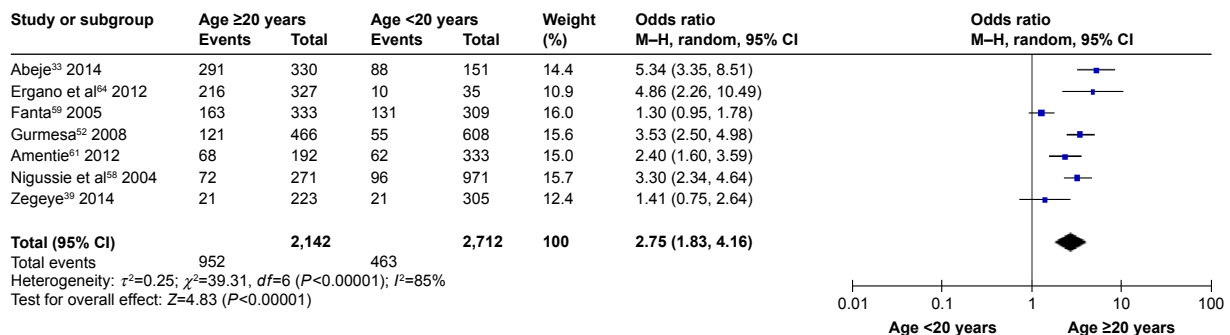 Study or subgroup Age ≥20 years Age <20 years Weight Odds ratio Odds ratio
Events Total Events Total (%) M–H, random, 95% CI M–H, random, 95% CI
Abeje³³ 2014 291 330 88 151 14.4 5.34 (3.35, 8.51)
Ergano et al⁶⁴ 2012 216 327 10 35 10.9 4.86 (2.26, 10.49)
Fanta⁵⁹ 2005 163 333 131 309 16.0 1.30 (0.95, 1.78)
Gurmesa⁵² 2008 121 466 55 608 15.6 3.53 (2.50, 4.98)
Amentie⁶¹ 2012 68 192 62 333 15.0 2.40 (1.60, 3.59)
Nigussie et al⁵⁸ 2004 72 271 96 971 15.7 3.30 (2.34, 4.64)
Zegeye³⁹ 2014 21 223 21 305 12.4 1.41 (0.75, 2.64)
Total (95% CI) 2,142 2,712 100 2.75 (1.83, 4.16)
Total events 952 463
Heterogeneity: τ²=0.25; χ²=39.31, df=6 (P<0.00001); I²=85%
Test for overall effect: Z=4.83 (P<0.00001)
0.01 0.1 1 10 100
Age <20 years Age ≥20 years